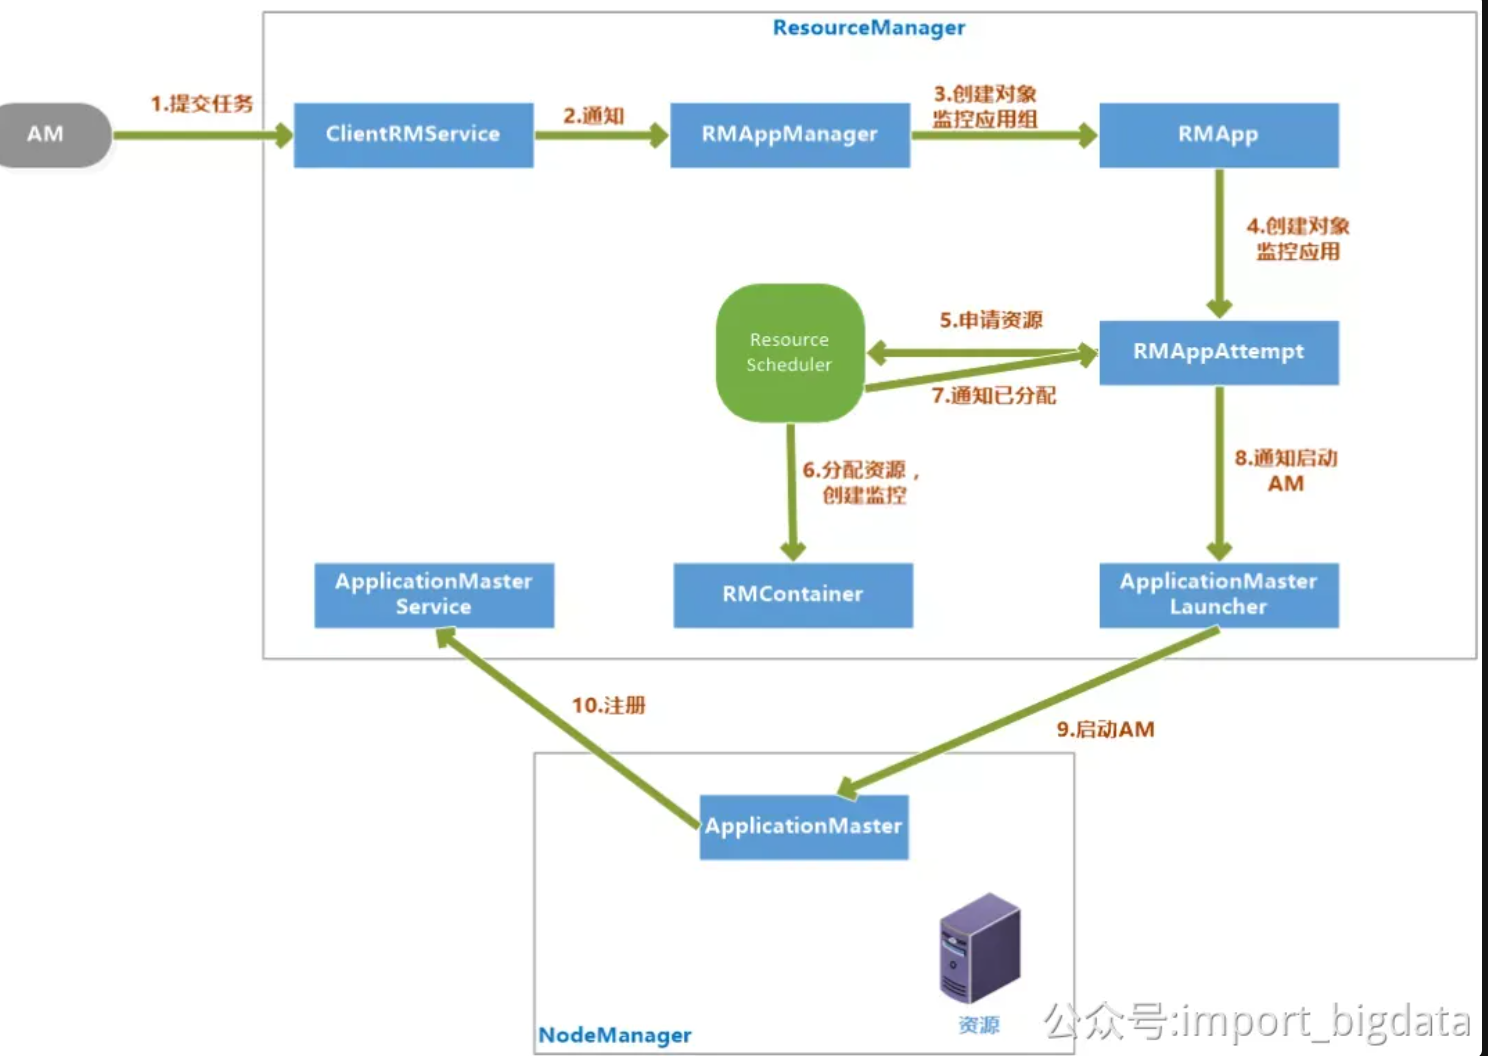 ResourceManager
AM
1.提交任务
ClientRMService
2.通知
RMAppManager
3.创建对象
监控应用组
RMApp
4.创建对象
监控应用
Resource
Scheduler
5.申请资源
7.通知已分配
RMAppAttempt
6.分配资源，
创建监控
8.通知启动
AM
ApplicationMaster
Service
RMContainer
ApplicationMaster
Launcher
10.注册
9.启动AM
ApplicationMaster
资源
NodeManager
公众号:import_bigdata